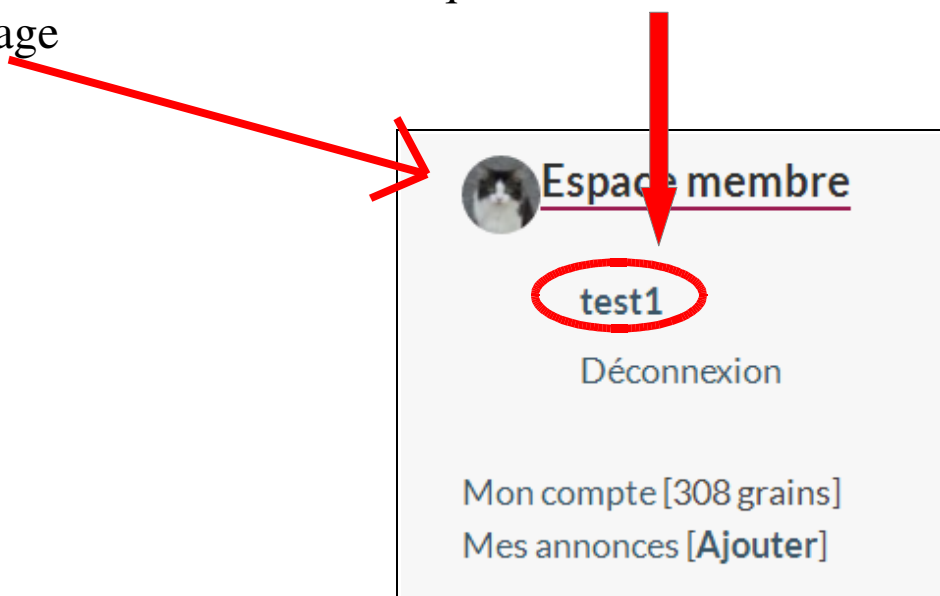 age
Espace membre
test1
Déconnexion
Mon compte [308 grains]
Mes annonces [Ajouter]